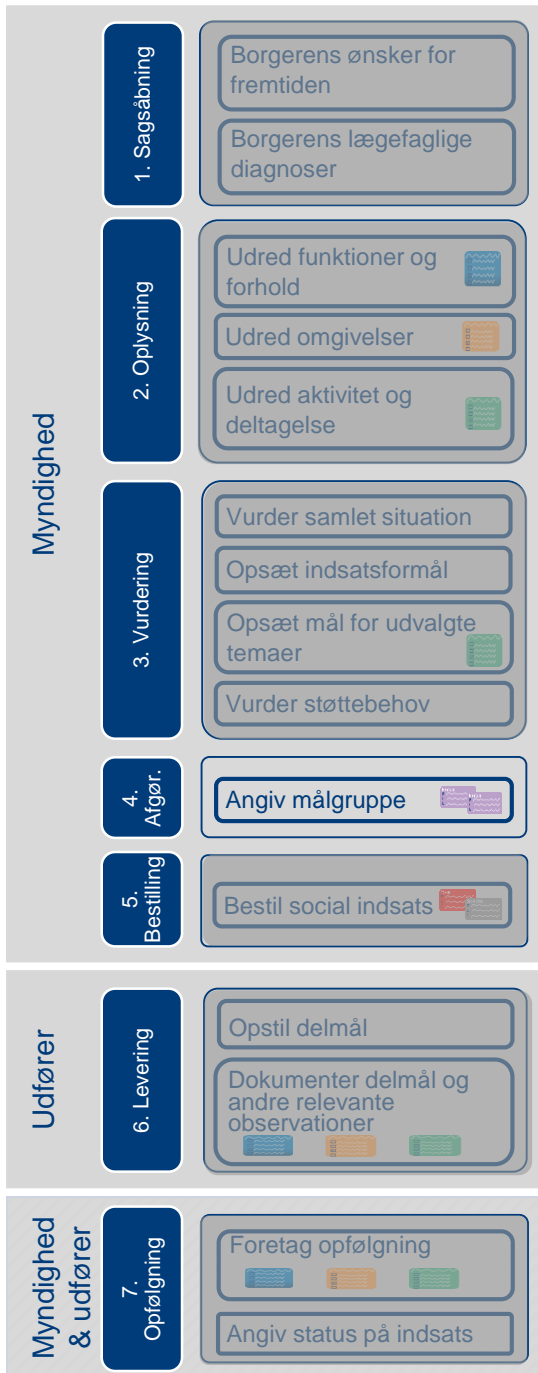 Myndighed
1. Sagsåbning
Borgerens ønsker for
fremtiden
Borgerens lægefaglige
diagnoser
2. Oplysning
Udred funktioner og
forhold
Udred omgivelser
Udred aktivitet og
deltagelse
3. Vurdering
Vurder samlet situation
Opsæt indsatsformål
Opsæt mål for udvalgte
temaer
Vurder støttebehov
4.
Afgør.
Angiv målgruppe
5.
Bestilling
Bestil social indsats
Udfører
6. Levering
Opstil delmål
Dokumenter delmål og
andre relevante
observationer
Myndighed
& udfører
7.
Opfølgning
Foretag opfølgning
Angiv status på indsats